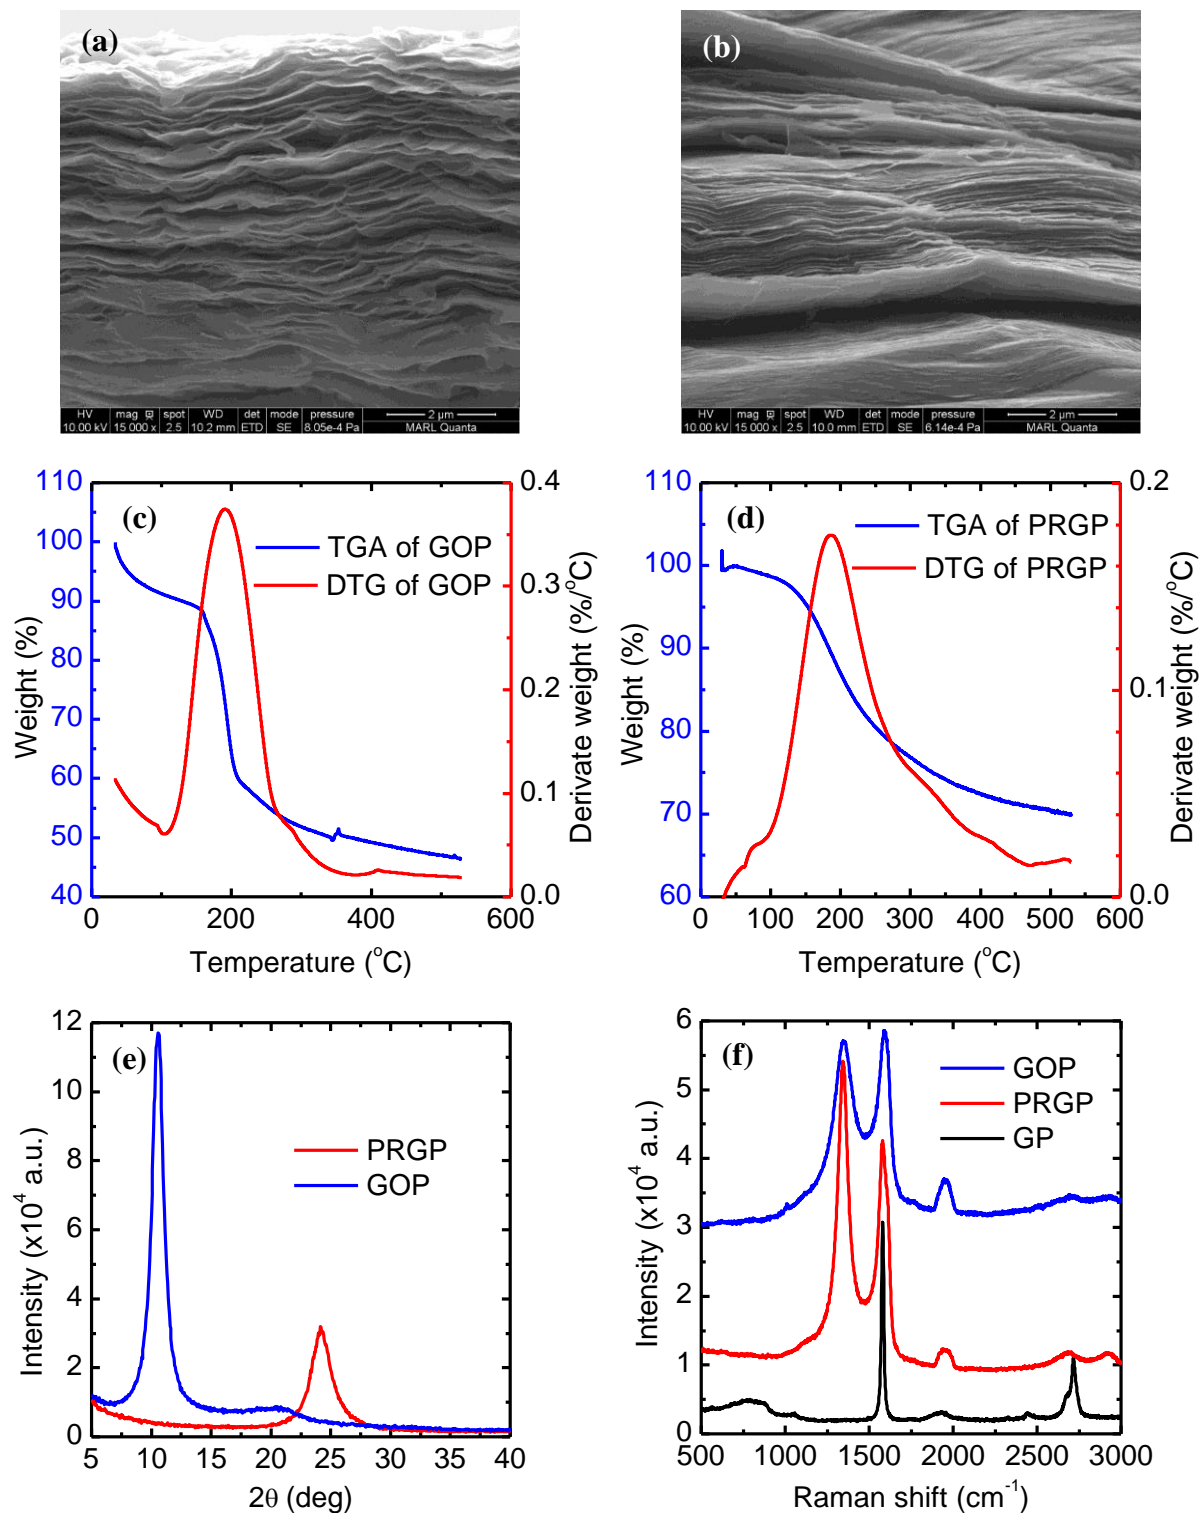 (a)
HV mag spot WD det mode pressure 2 µm
10.00 kV 15 000 x 2.5 10.2 mm ETD SE 8.05e-4 Pa MARL Quanta
(b)
HV mag spot WD det mode pressure 2 µm
10.00 kV 15 000 x 2.5 10.0 mm ETD SE 6.14e-4 Pa MARL Quanta
(c)
TGA of GOP
DTG of GOP
110
100
90
80
70
60
50
40
Weight (%)
0.4
0.3
0.2
0.1
0.0
Derivate weight (%/°C)
0 200 400 600
Temperature (°C)
(d)
TGA of PRGP
DTG of PRGP
110
100
90
80
70
60
Weight (%)
0.2
0.1
0.0
Derivate weight (%/°C)
0 100 200 300 400 500 600
Temperature (°C)
(e)
PRGP
GOP
12
10
8
6
4
2
0
Intensity (x10⁴ a.u.)
5 10 15 20 25 30 35 40
2θ (deg)
(f)
GOP
PRGP
GP
6
5
4
3
2
1
0
Intensity (x10⁴ a.u.)
500 1000 1500 2000 2500 3000
Raman shift (cm⁻¹)